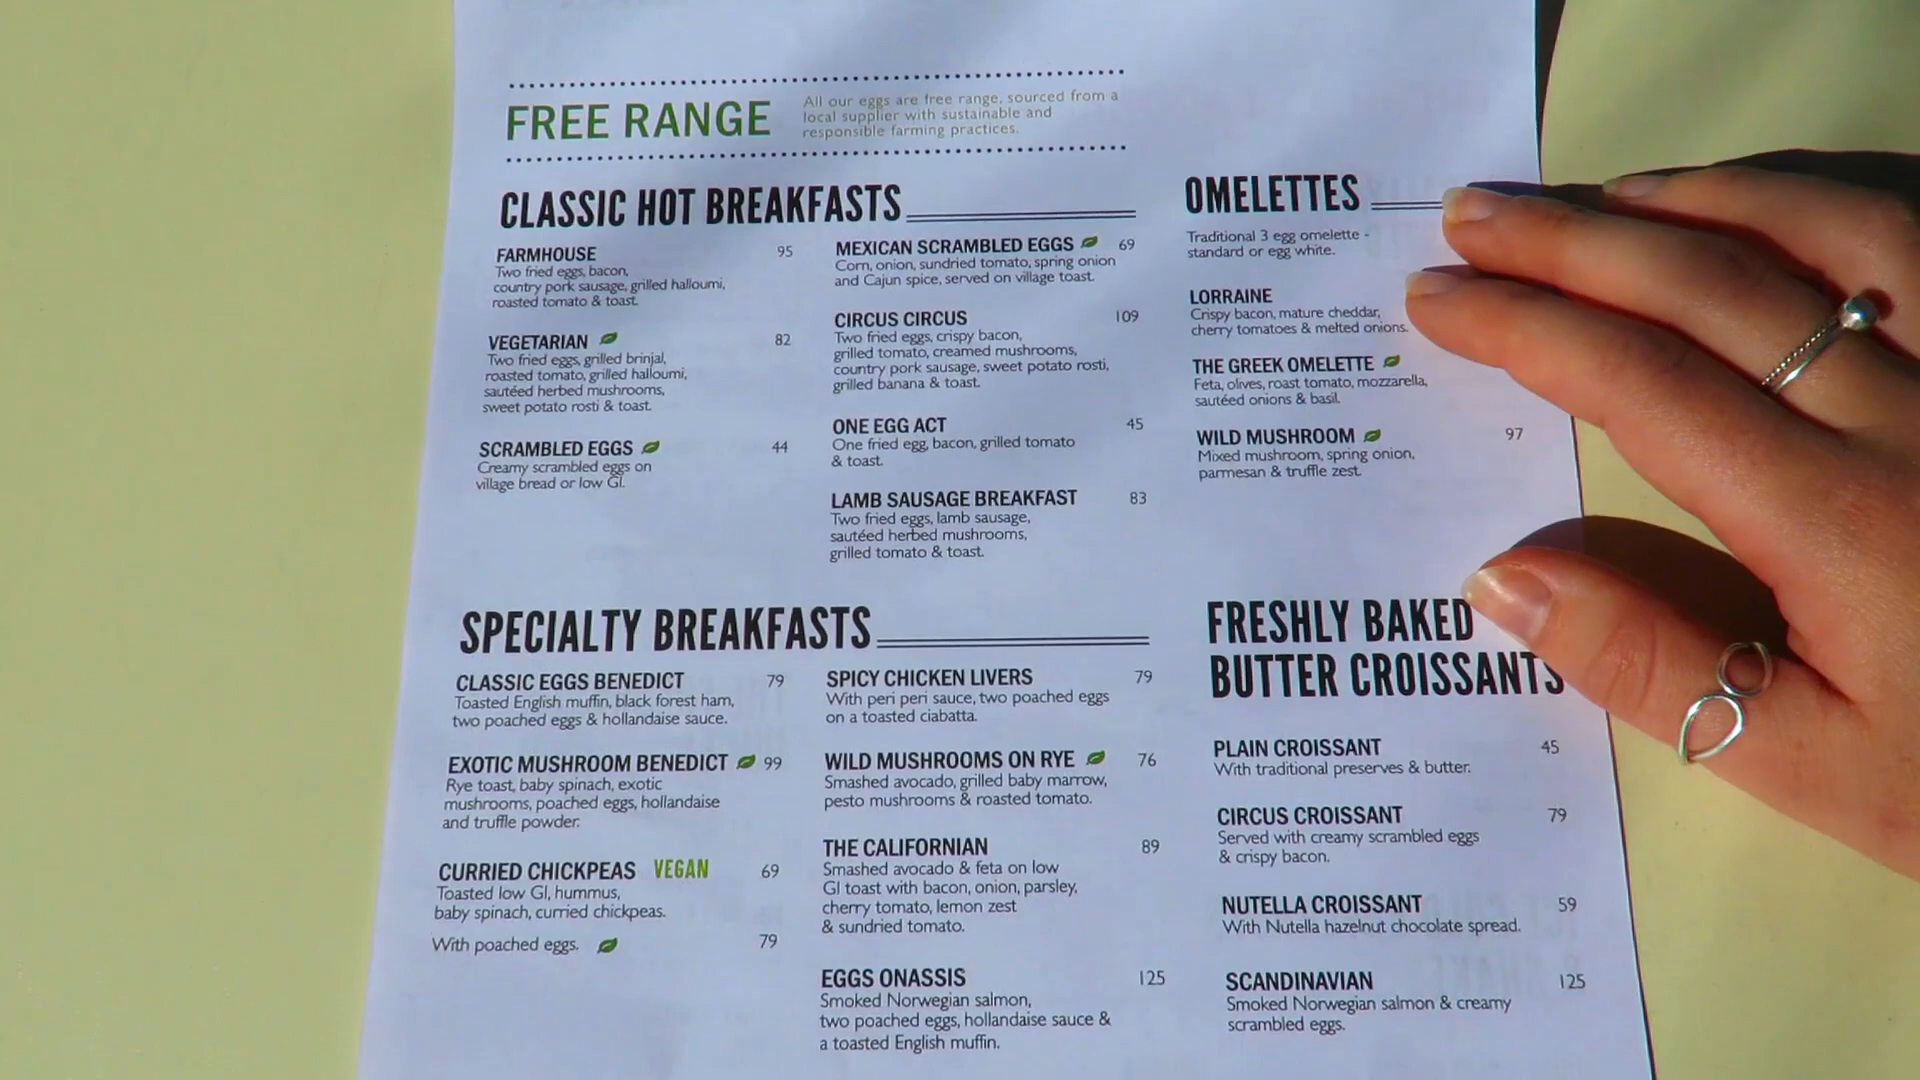 FREE RANGE
All our eggs are free range, sourced from a
local supplier with sustainable and
responsible farming practices.
CLASSIC HOT BREAKFASTS
FARMHOUSE 95
Two fried eggs, bacon,
country pork sausage, grilled halloumi,
roasted tomato & toast.
VEGETARIAN 82
Two fried eggs, grilled brinjal,
roasted tomato, grilled halloumi,
sautéed herbed mushrooms,
sweet potato rosti & toast.
SCRAMBLED EGGS 44
Creamy scrambled eggs on
village bread or low GI.
MEXICAN SCRAMBLED EGGS 69
Corn, onion, sundried tomato, spring onion
and Cajun spice, served on village toast.
CIRCUS CIRCUS 109
Two fried eggs, crispy bacon,
grilled tomato, creamed mushrooms,
country pork sausage, sweet potato rosti,
grilled banana & toast.
ONE EGG ACT 45
One fried egg, bacon, grilled tomato
& toast.
LAMB SAUSAGE BREAKFAST 83
Two fried eggs, lamb sausage,
sautéed herbed mushrooms,
grilled tomato & toast.
OMELETTES
Traditional 3 egg omelette -
standard or egg white.
LORRAINE
Crispy bacon, mature cheddar,
cherry tomatoes & melted onions.
THE GREEK OMELETTE
Feta, olives, roast tomato, mozzarella,
sautéed onions & basil.
WILD MUSHROOM 97
Mixed mushroom, spring onion,
parmesan & truffle zest.
SPECIALTY BREAKFASTS
CLASSIC EGGS BENEDICT 79
Toasted English muffin, black forest ham,
two poached eggs & hollandaise sauce.
EXOTIC MUSHROOM BENEDICT 99
Rye toast, baby spinach, exotic
mushrooms, poached eggs, hollandaise
and truffle powder.
CURRIED CHICKPEAS VEGAN 69
Toasted low GI, hummus,
baby spinach, curried chickpeas.
With poached eggs. 79
SPICY CHICKEN LIVERS 79
With peri peri sauce, two poached eggs
on a toasted ciabatta.
WILD MUSHROOMS ON RYE 76
Smashed avocado, grilled baby marrow,
pesto mushrooms & roasted tomato.
THE CALIFORNIAN 89
Smashed avocado & feta on low
GI toast with bacon, onion, parsley,
cherry tomato, lemon zest
& sundried tomato.
EGGS ONASSIS 125
Smoked Norwegian salmon,
two poached eggs, hollandaise sauce &
a toasted English muffin.
FRESHLY BAKED
BUTTER CROISSANTS
PLAIN CROISSANT 45
With traditional preserves & butter.
CIRCUS CROISSANT 79
Served with creamy scrambled eggs
& crispy bacon.
NUTELLA CROISSANT 59
With Nutella hazelnut chocolate spread.
SCANDINAVIAN 125
Smoked Norwegian salmon & creamy
scrambled eggs.